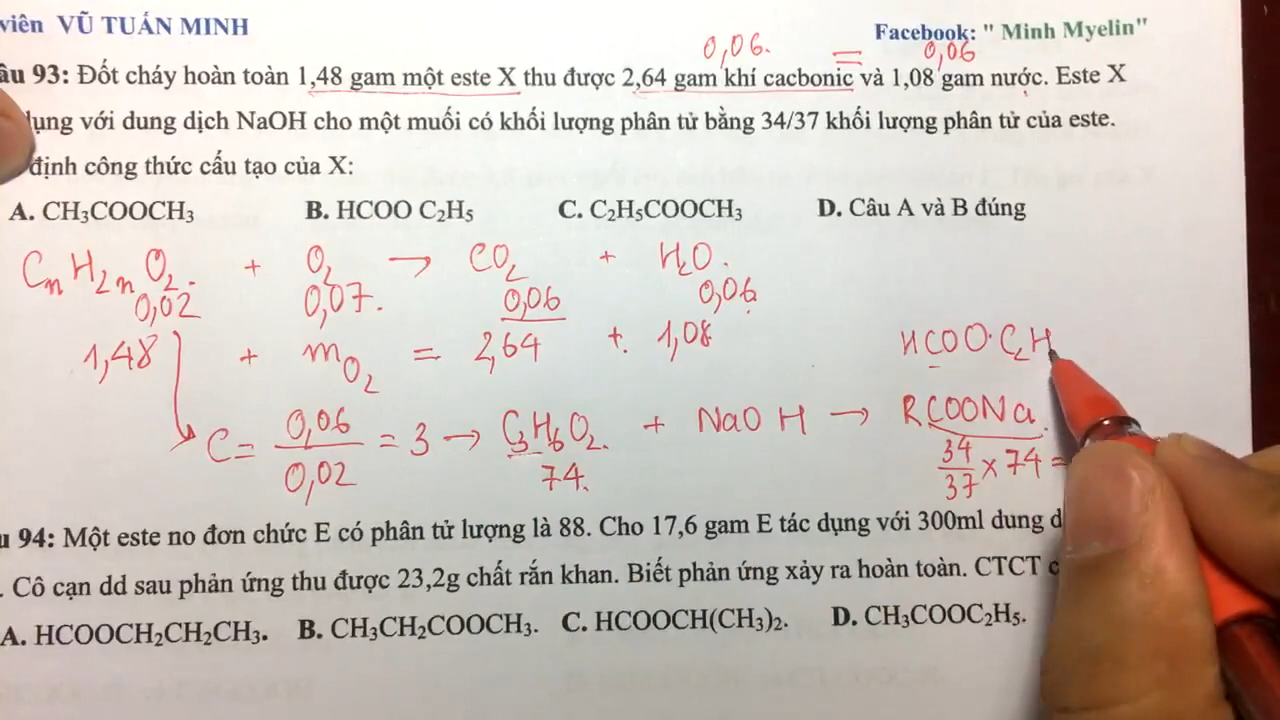 viên VŨ TUẤN MINH
Facebook: " Minh Myelin"
0,06. = 0,06
âu 93: Đốt cháy hoàn toàn 1,48 gam một este X thu được 2,64 gam khí cacbonic và 1,08 gam nước. Este X
dụng với dung dịch NaOH cho một muối có khối lượng phân tử bằng 34/37 khối lượng phân tử của este.
định công thức cấu tạo của X:
A. CH₃COOCH₃ B. HCOO C₂H₅ C. C₂H₅COOCH₃ D. Câu A và B đúng
CₙH₂ₙO₂. + O₂ → CO₂ + H₂O.
0,02 0,07. 0,06 0,06
1,48 + mO₂ = 2,64 + 1,08
HCOO.C₂H
C = 0,06/0,02 = 3 → C₃H₆O₂. + NaOH → RCOONa.
74. 34/37 x 74 =
u 94: Một este no đơn chức E có phân tử lượng là 88. Cho 17,6 gam E tác dụng với 300ml dung d
. Cô cạn dd sau phản ứng thu được 23,2g chất rắn khan. Biết phản ứng xảy ra hoàn toàn. CTCT c
A. HCOOCH₂CH₂CH₃. B. CH₃CH₂COOCH₃. C. HCOOCH(CH₃)₂. D. CH₃COOC₂H₅.